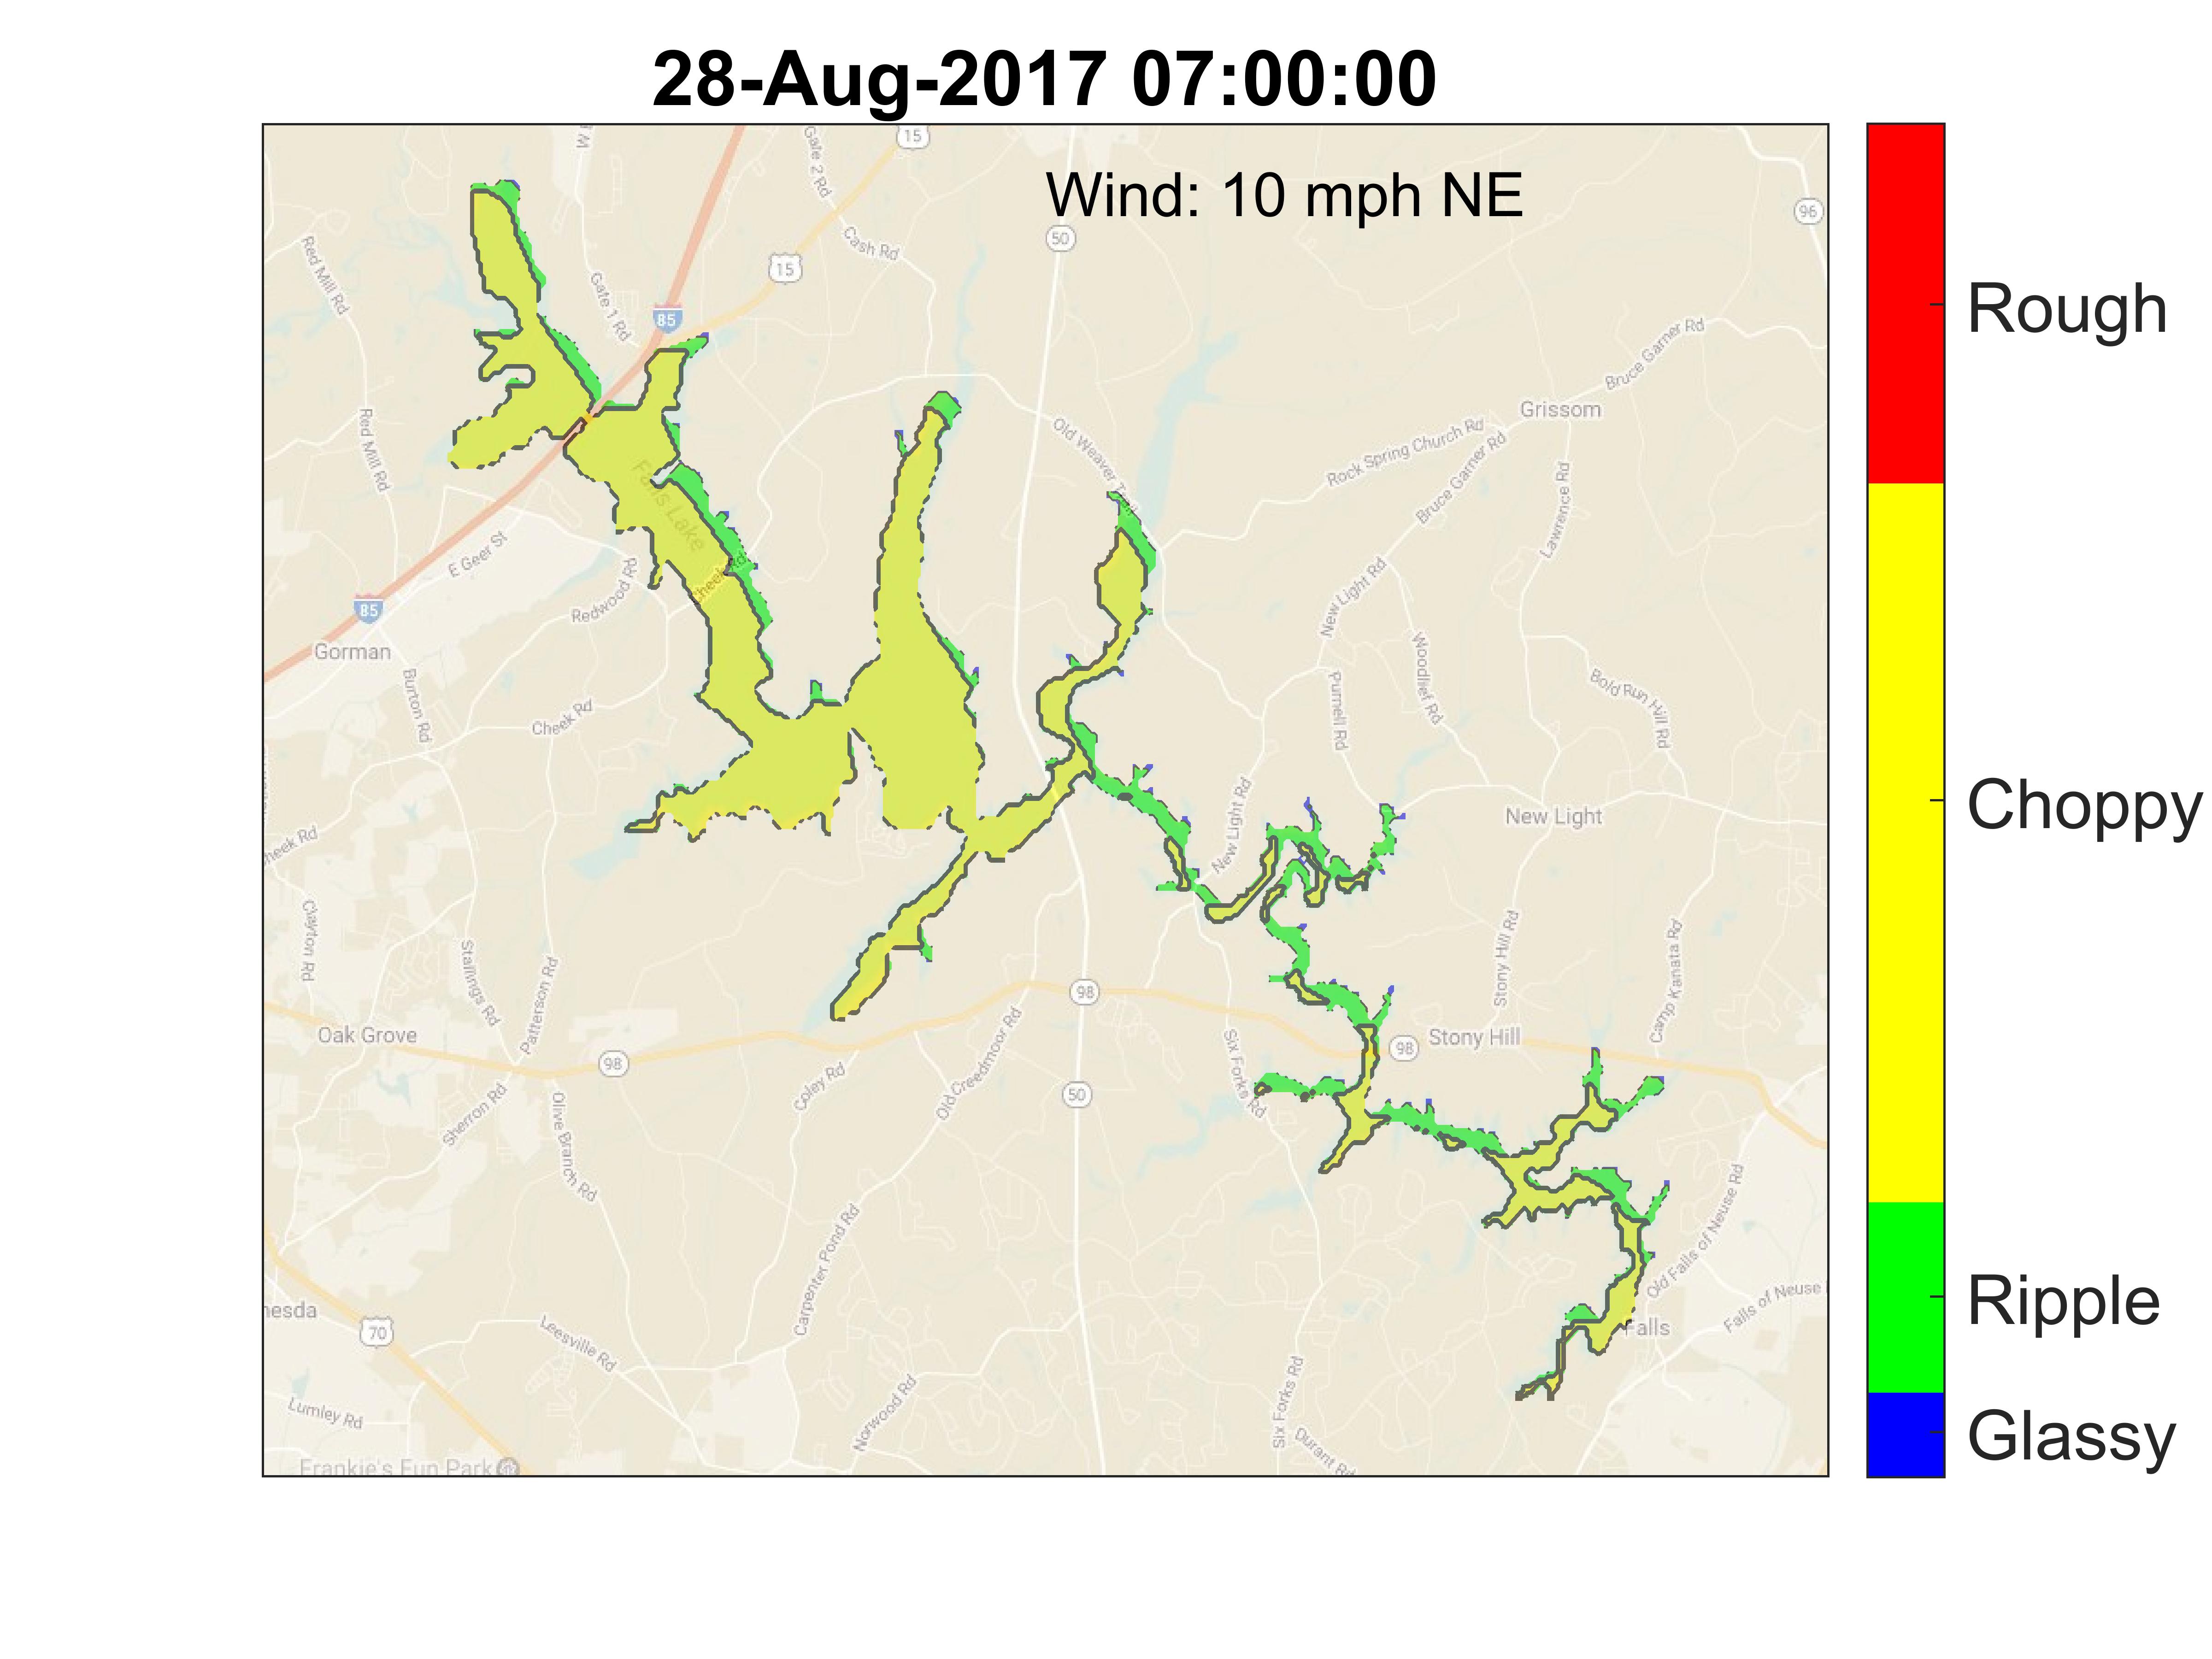 28-Aug-2017 07:00:00
Wind: 10 mph NE
15
Gate 2 Rd
50
96
Cash Rd
15
Red Mill Rd
Gate 1 Rd
85
Bruce Garner Rd
Grissom
Old Weaver
Rock Spring Church Rd
Bruce Garner Rd
Red Mill Rd
Lawrence Rd
Falls Lake
E Geer St
Cheek Rd
Redwood Rd
New Light Rd
85
Gorman
Woodlief Rd
Purnell Rd
Bold Run Hill Rd
Burton Rd
Cheek Rd
New Light Rd
New Light
heek Rd
Clayton Rd
Stallings Rd
Patterson Rd
Stony Hill Rd
Camp Kanata Rd
98
Oak Grove
98
Stony Hill
98
Coley Rd
Old Creedmoor Rd
50
Six Forks Rd
Sherron Rd
Olive Branch Rd
Carpenter Pond Rd
Old Falls of Neuse Rd
Falls of Neuse
Falls
nesda
70
Leesville Rd
Lumley Rd
Norwood Rd
Six Forks Rd
Durant Rd
Frankie's Fun Park
Rough
Choppy
Ripple
Glassy